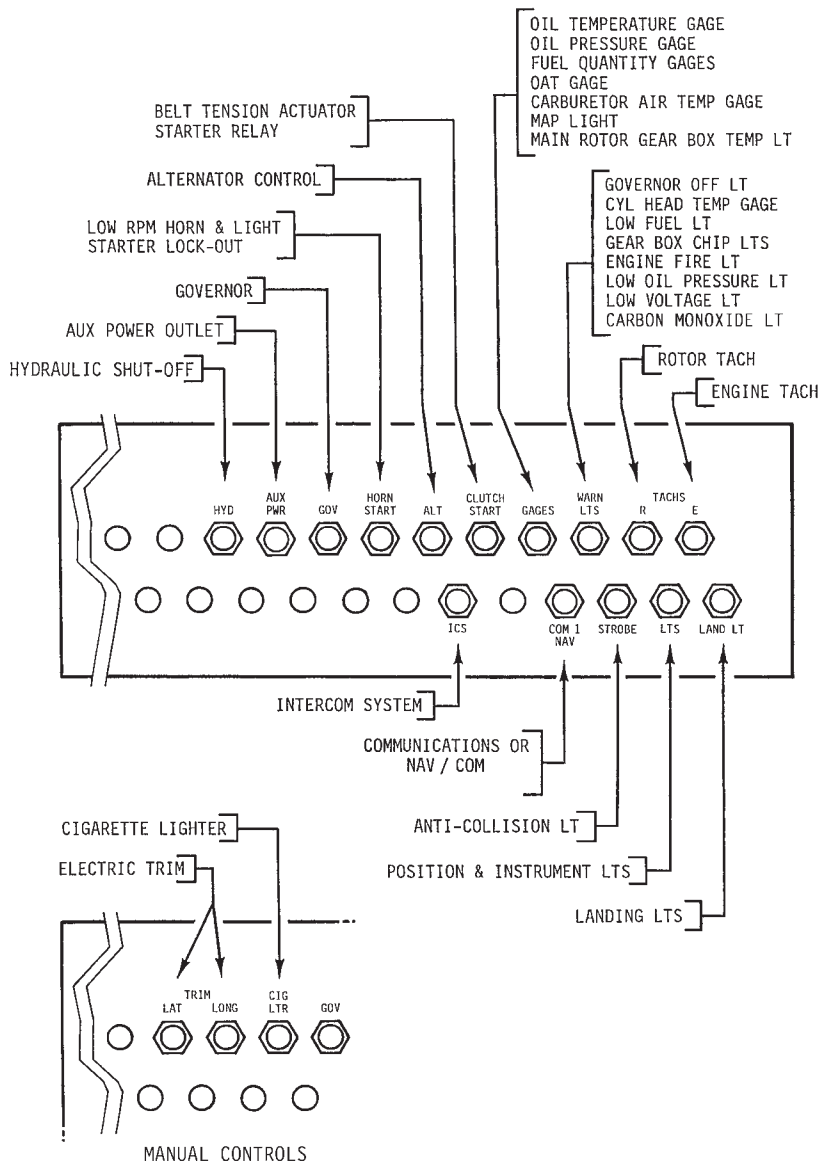 OIL TEMPERATURE GAGE
OIL PRESSURE GAGE
FUEL QUANTITY GAGES
OAT GAGE
CARBURETOR AIR TEMP GAGE
MAP LIGHT
MAIN ROTOR GEAR BOX TEMP LT
BELT TENSION ACTUATOR
STARTER RELAY
ALTERNATOR CONTROL
LOW RPM HORN & LIGHT
STARTER LOCK-OUT
GOVERNOR
AUX POWER OUTLET
HYDRAULIC SHUT-OFF
GOVERNOR OFF LT
CYL HEAD TEMP GAGE
LOW FUEL LT
GEAR BOX CHIP LTS
ENGINE FIRE LT
LOW OIL PRESSURE LT
LOW VOLTAGE LT
CARBON MONOXIDE LT
ROTOR TACH
ENGINE TACH
HYD
AUX
PWR
GOV
HORN
START
ALT
CLUTCH
START
GAGES
WARN
LTS
TACHS
R
E
ICS
COM 1
NAV
STROBE
LTS
LAND LT
INTERCOM SYSTEM
COMMUNICATIONS OR
NAV / COM
ANTI-COLLISION LT
POSITION & INSTRUMENT LTS
LANDING LTS
CIGARETTE LIGHTER
ELECTRIC TRIM
TRIM
LAT
LONG
CIG
LTR
GOV
MANUAL CONTROLS